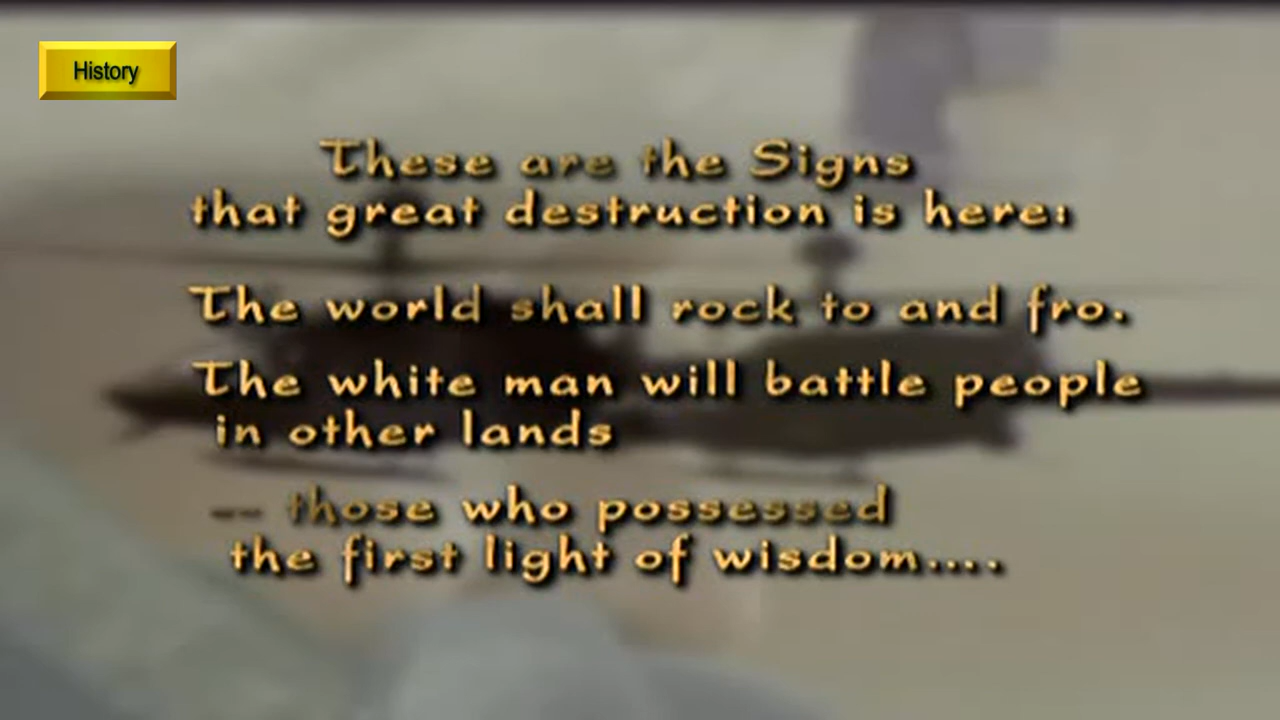 History
These are the Signs
that great destruction is here:
The world shall rock to and fro.
The white man will battle people
in other lands
-- those who possessed
the first light of wisdom....